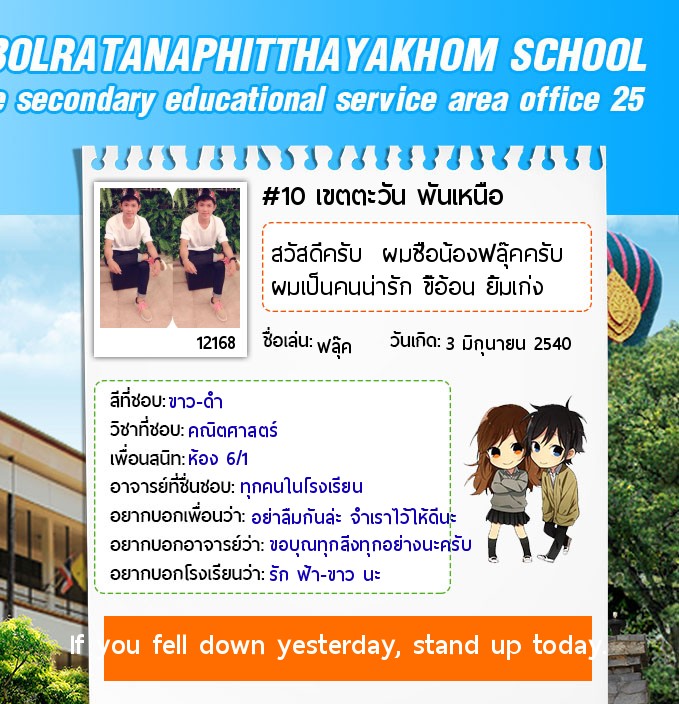 BOLRATANAPHITTHAYAKHOM SCHOOL
e secondary educational service area office 25
#10 เขตตะวัน พันเหนือ
สวัสดีครับ ผมชื่อน้องฟลุ๊คครับ
ผมเป็นคนน่ารัก ขี้อ้อน ยิ้มเก่ง
12168
ชื่อเล่น: ฟลุ๊ค วันเกิด: 3 มิถุนายน 2540
สีที่ชอบ: ขาว-ดำ
วิชาที่ชอบ: คณิตศาสตร์
เพื่อนสนิท: ห้อง 6/1
อาจารย์ที่ชื่นชอบ: ทุกคนในโรงเรียน
อยากบอกเพื่อนว่า: อย่าลืมกันล่ะ จำเราไว้ให้ดีนะ
อยากบอกอาจารย์ว่า: ขอบุณทุกสิ่งทุกอย่างนะครับ
อยากบอกโรงเรียนว่า: รัก ฟ้า-ขาว นะ
If you fell down yesterday, stand up today.